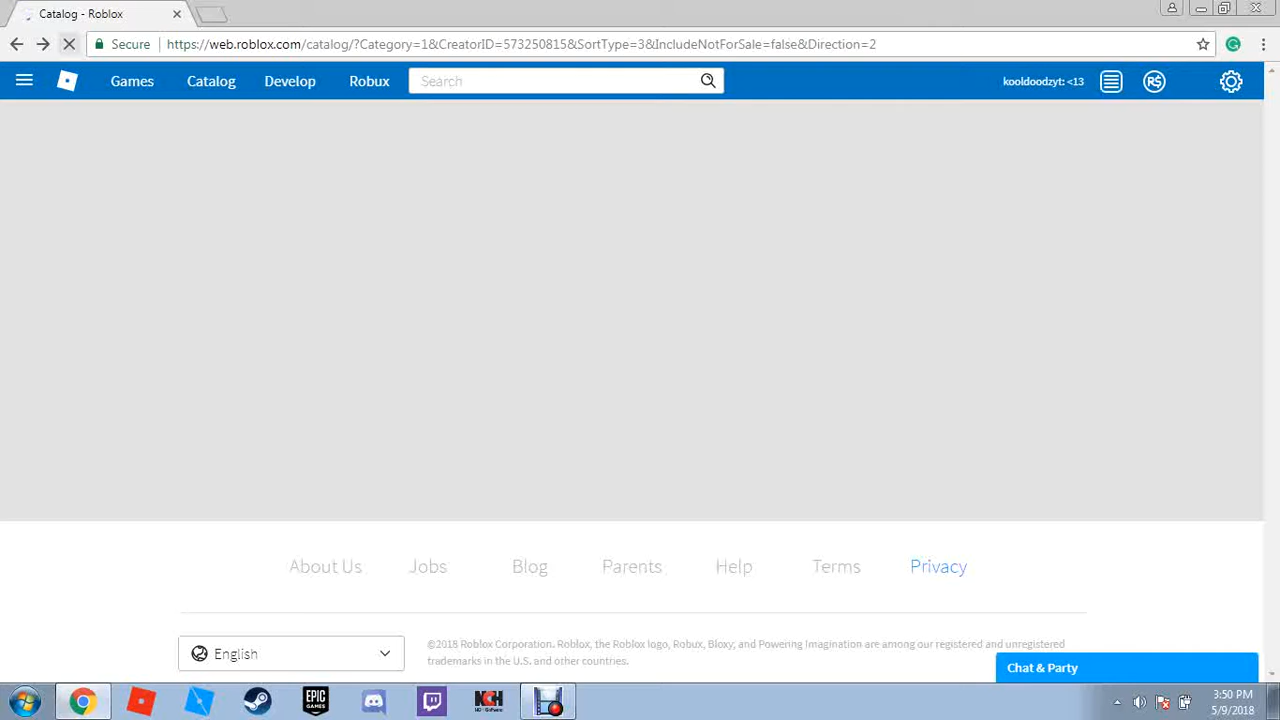 Catalog - Roblox
Secure
https://web.roblox.com/catalog/?Category=1&CreatorID=573250815&SortType=3&IncludeNotForSale=false&Direction=2
Games Catalog Develop Robux Search kooldoodzyt: <13 R$
About Us Jobs Blog Parents Help Terms Privacy
English
©2018 Roblox Corporation. Roblox, the Roblox logo, Robux, Bloxy, and Powering Imagination are among our registered and unregistered
trademarks in the U.S. and other countries.
Chat & Party
EPIC
GAMES
NCH
3:50 PM
5/9/2018